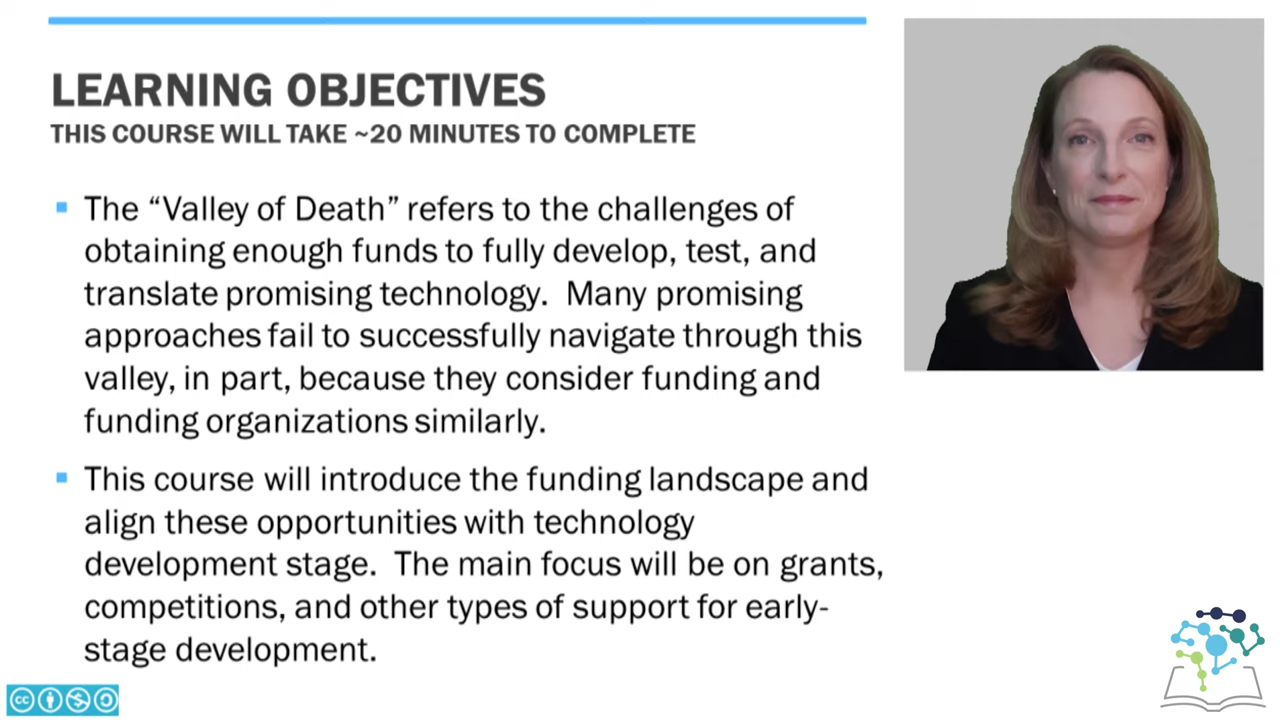 LEARNING OBJECTIVES
THIS COURSE WILL TAKE ~20 MINUTES TO COMPLETE
The “Valley of Death” refers to the challenges of
obtaining enough funds to fully develop, test, and
translate promising technology.  Many promising
approaches fail to successfully navigate through this
valley, in part, because they consider funding and
funding organizations similarly.
This course will introduce the funding landscape and
align these opportunities with technology
development stage.  The main focus will be on grants,
competitions, and other types of support for early-
stage development.
cc